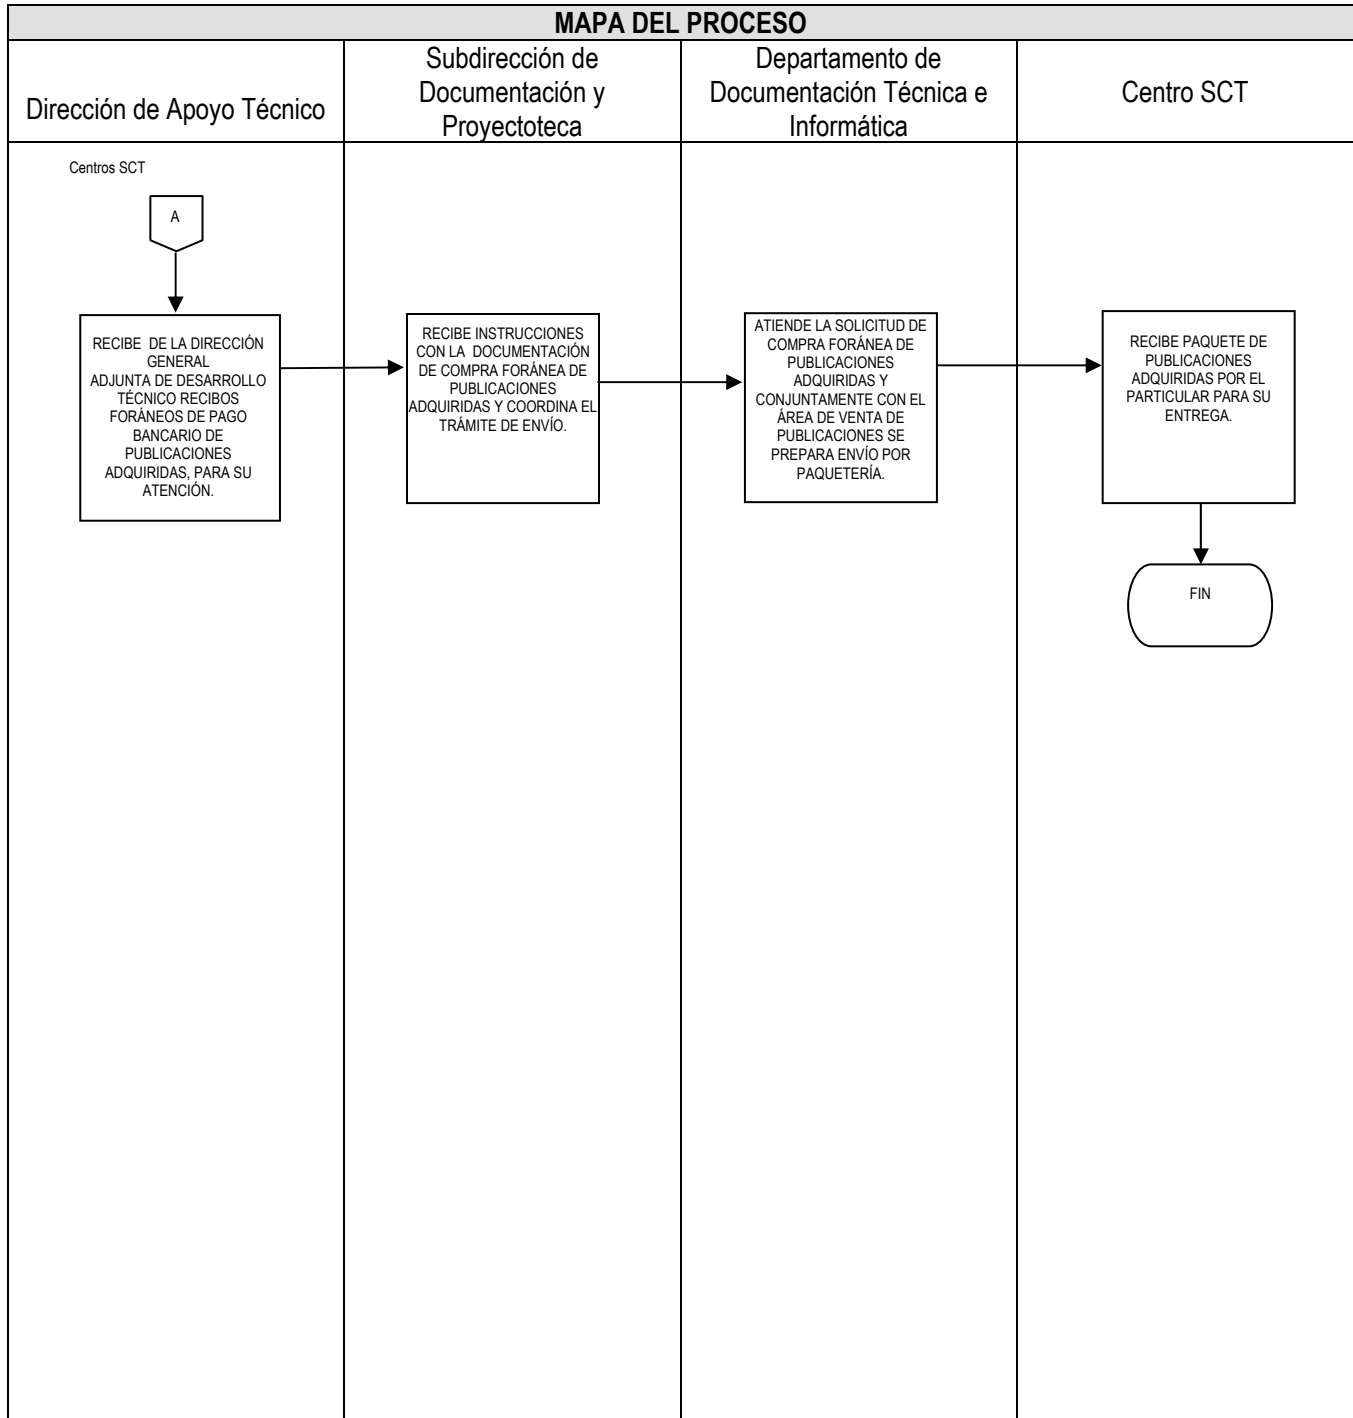 MAPA DEL PROCESO
Dirección de Apoyo Técnico
Subdirección de
Documentación y
Proyectoteca
Departamento de
Documentación Técnica e
Informática
Centro SCT
Centros SCT
A
RECIBE DE LA DIRECCIÓN
GENERAL
ADJUNTA DE DESARROLLO
TÉCNICO RECIBOS
FORÁNEOS DE PAGO
BANCARIO DE
PUBLICACIONES
ADQUIRIDAS, PARA SU
ATENCIÓN.
RECIBE INSTRUCCIONES
CON LA DOCUMENTACIÓN
DE COMPRA FORÁNEA DE
PUBLICACIONES
ADQUIRIDAS Y COORDINA EL
TRÁMITE DE ENVÍO.
ATIENDE LA SOLICITUD DE
COMPRA FORÁNEA DE
PUBLICACIONES
ADQUIRIDAS Y
CONJUNTAMENTE CON EL
ÁREA DE VENTA DE
PUBLICACIONES SE
PREPARA ENVÍO POR
PAQUETERÍA.
RECIBE PAQUETE DE
PUBLICACIONES
ADQUIRIDAS POR EL
PARTICULAR PARA SU
ENTREGA.
FIN